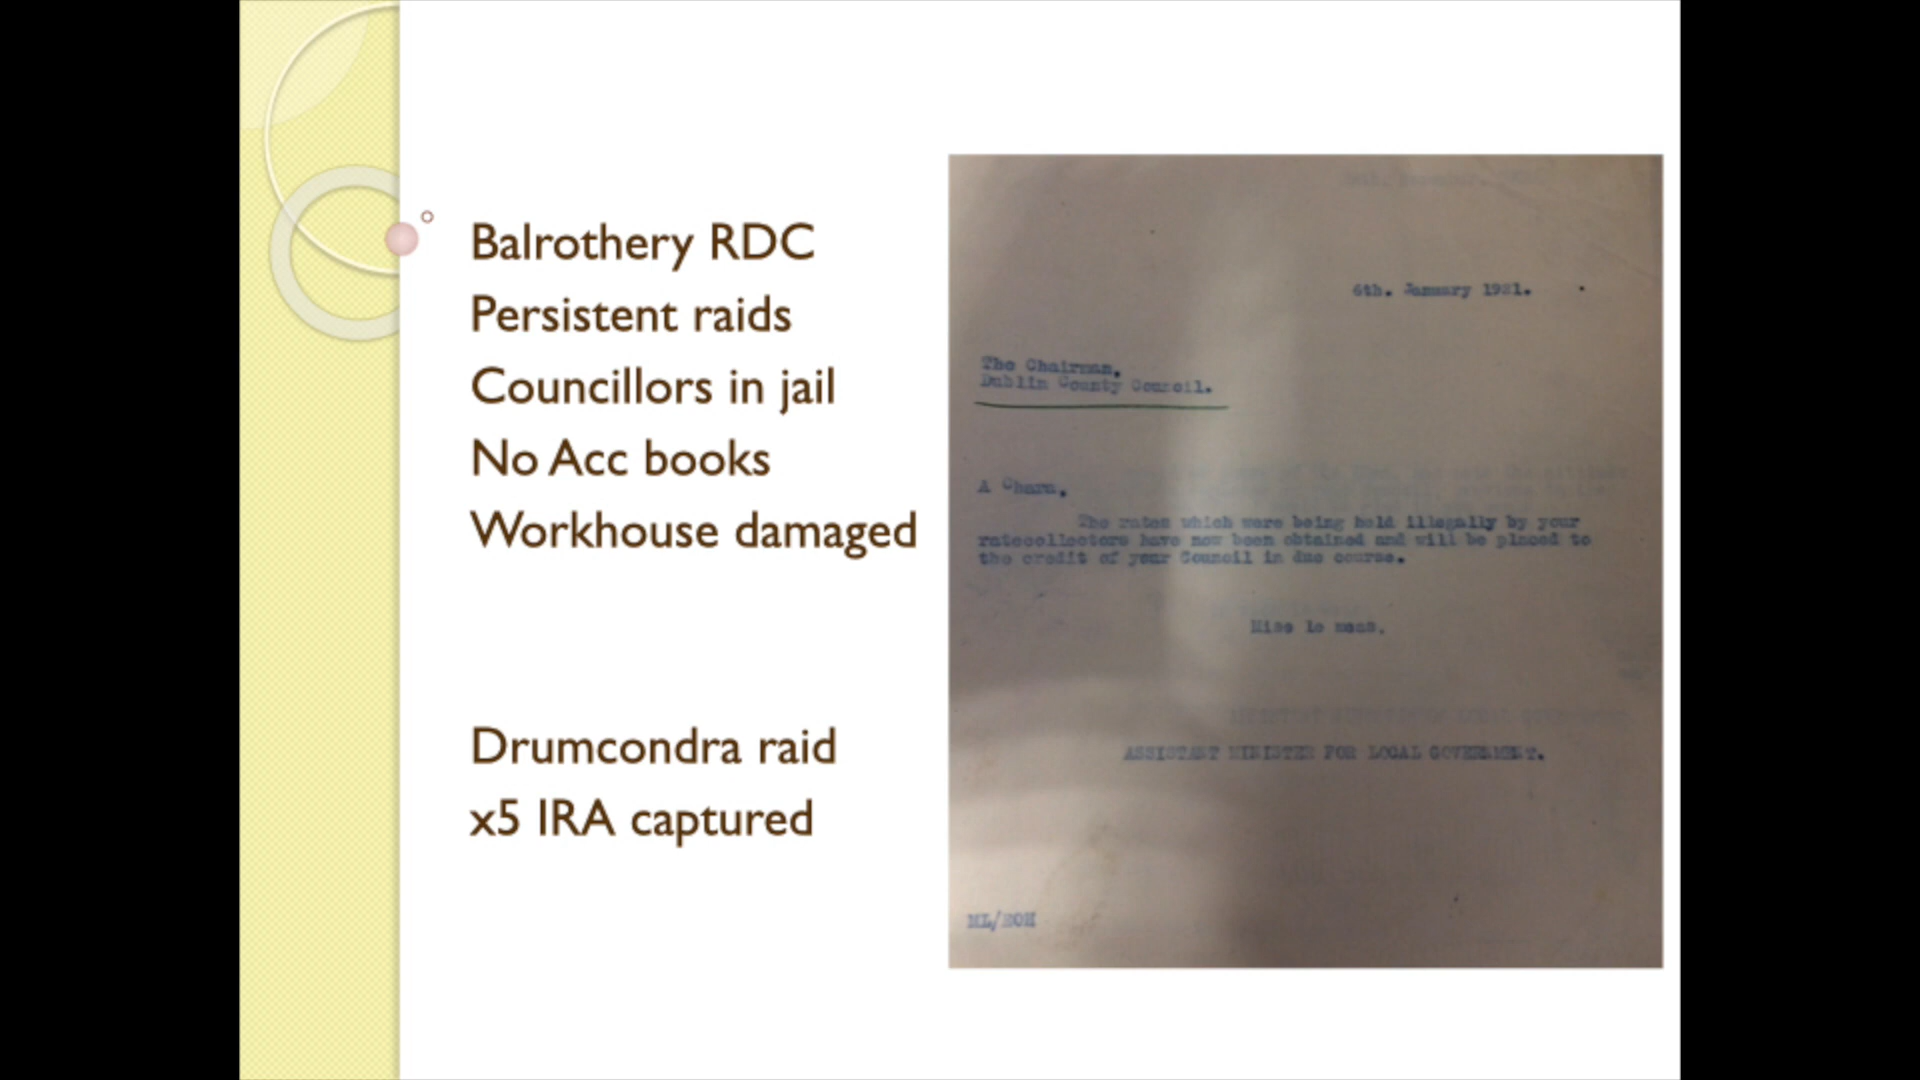 Balrothery RDC
Persistent raids
Councillors in jail
No Acc books
Workhouse damaged
Drumcondra raid
x5 IRA captured
6th. January 1921.
The Chairman,
Dublin County Council.
A Chara,
The rates which were being held illegally by your
ratecollectors have now been obtained and will be placed to
the credit of your Council in due course.
Mise le meas,
ASSISTANT MINISTER FOR LOCAL GOVERNMENT.
ML/EOH